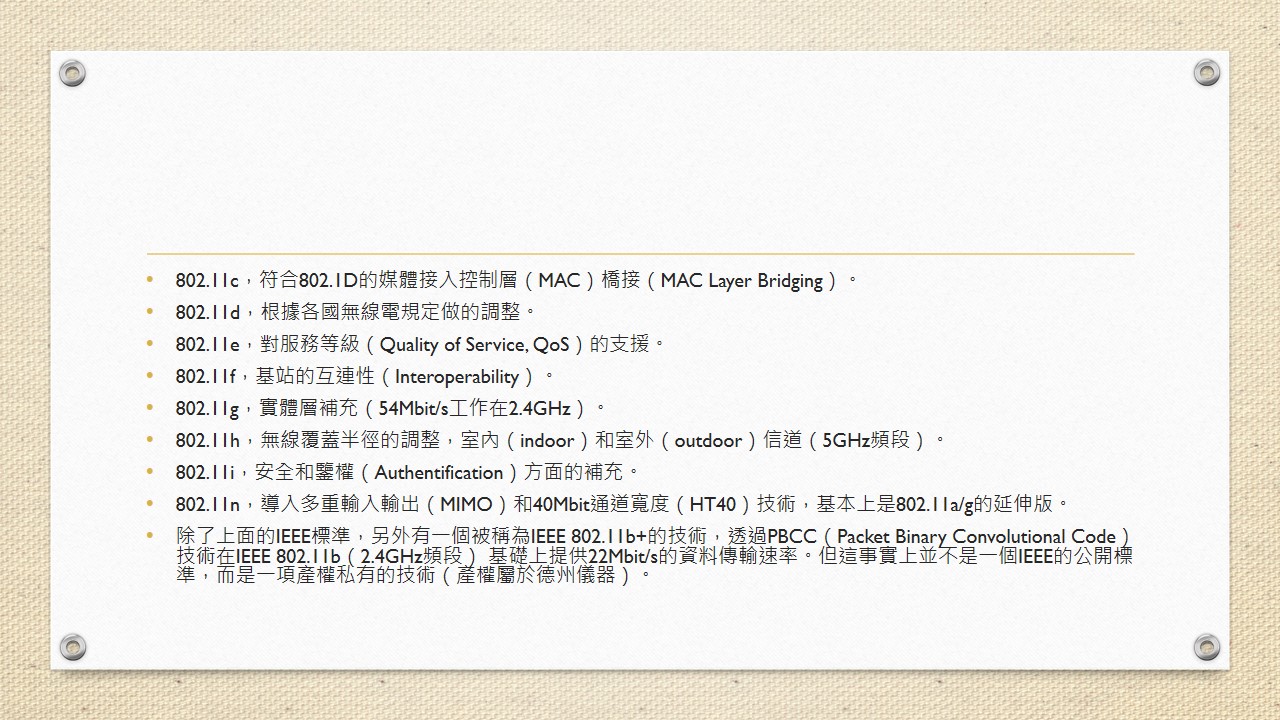 802.11c，符合802.1D的媒體接入控制層（MAC）橋接（MAC Layer Bridging）。
802.11d，根據各國無線電規定做的調整。
802.11e，對服務等級（Quality of Service, QoS）的支援。
802.11f，基站的互連性（Interoperability）。
802.11g，實體層補充（54Mbit/s工作在2.4GHz）。
802.11h，無線覆蓋半徑的調整，室內（indoor）和室外（outdoor）信道（5GHz頻段）。
802.11i，安全和鑒權（Authentification）方面的補充。
802.11n，導入多重輸入輸出（MIMO）和40Mbit通道寬度（HT40）技術，基本上是802.11a/g的延伸版。
除了上面的IEEE標準，另外有一個被稱為IEEE 802.11b+的技術，透過PBCC（Packet Binary Convolutional Code）
技術在IEEE 802.11b（2.4GHz頻段） 基礎上提供22Mbit/s的資料傳輸速率。但這事實上並不是一個IEEE的公開標
準，而是一項產權私有的技術（產權屬於德州儀器）。